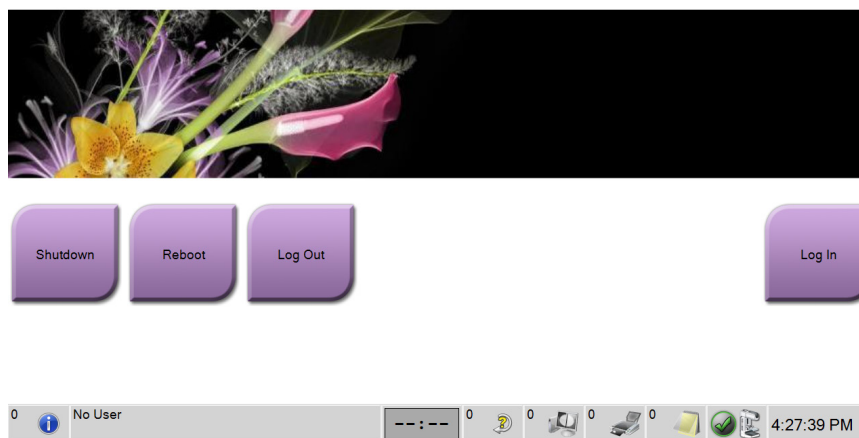 Shutdown
Reboot
Log Out
Log In
0
No User
--:--
0
0
0
0
4:27:39 PM